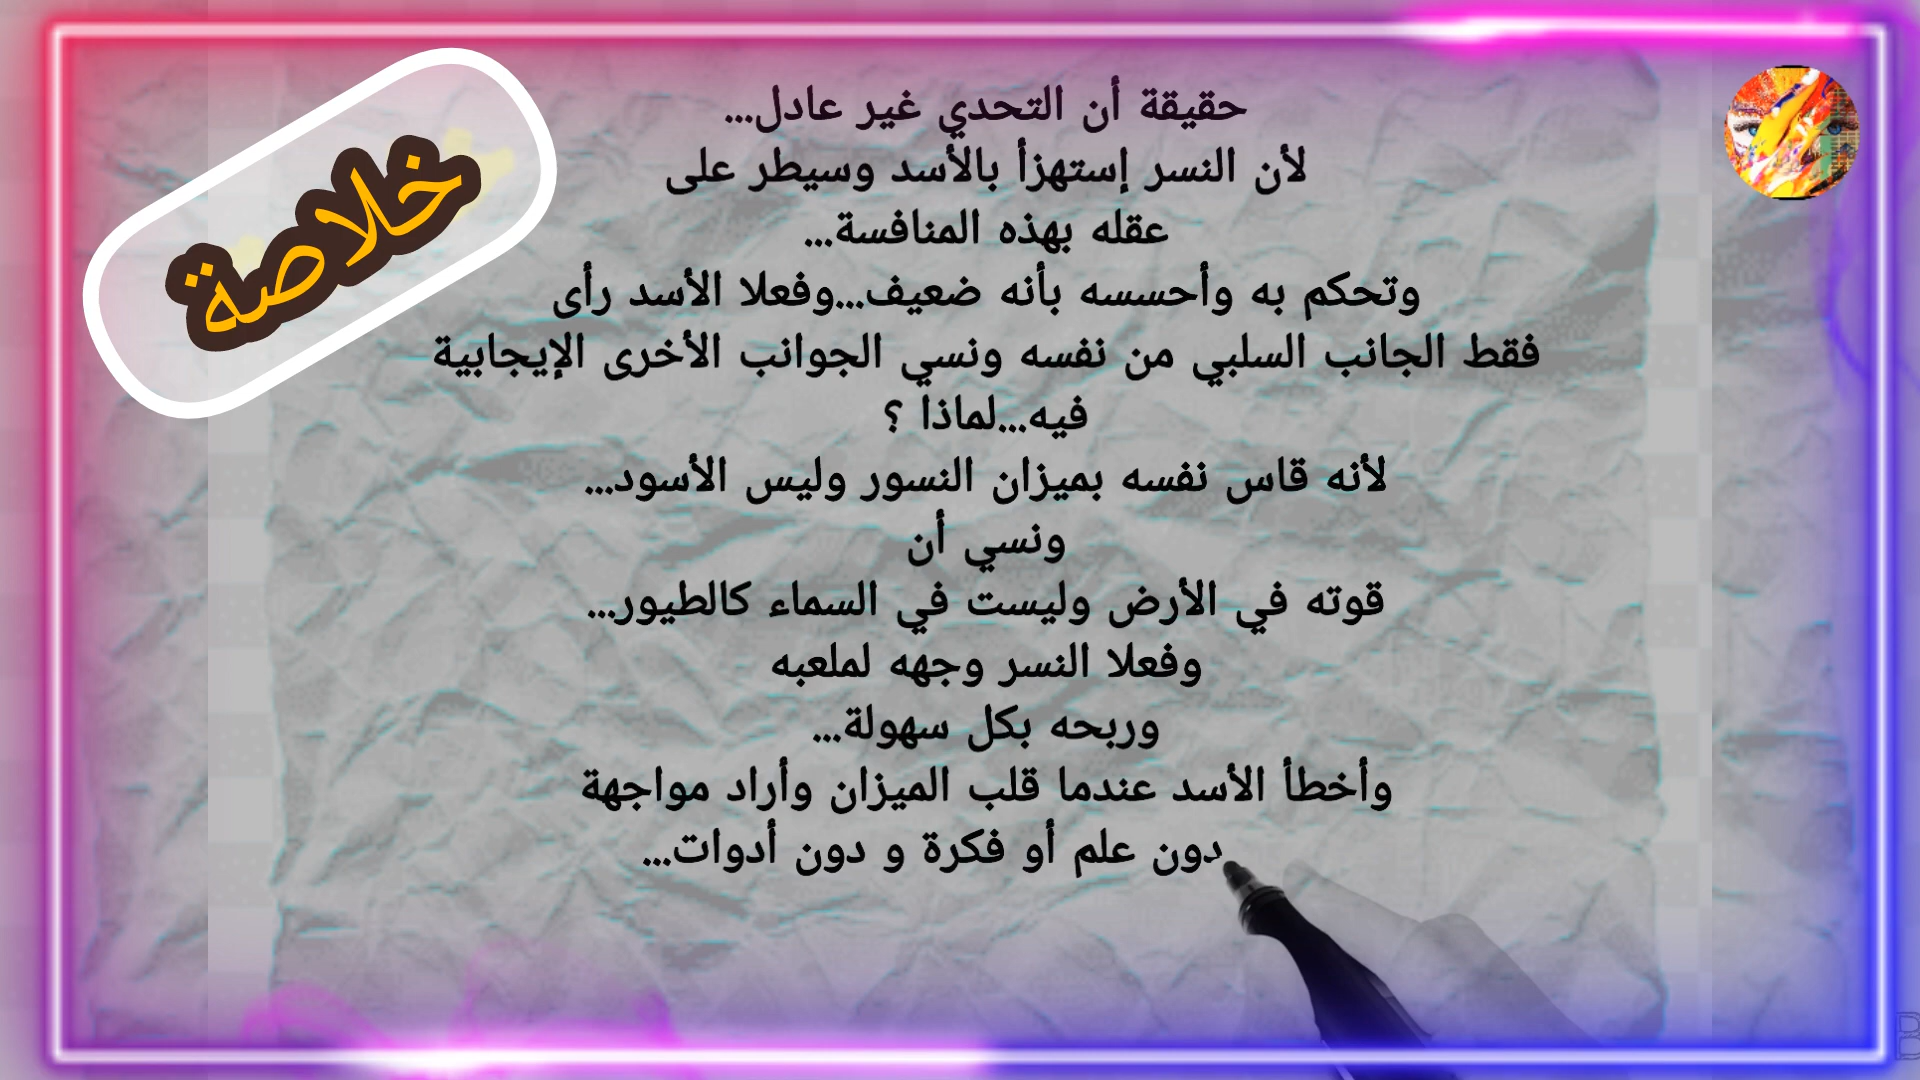 خلاصة
حقيقة أن التحدي غير عادل...
لأن النسر إستهزأ بالأسد وسيطر على
عقله بهذه المنافسة...
وتحكم به وأحسسه بأنه ضعيف...وفعلا الأسد رأى
فقط الجانب السلبي من نفسه ونسي الجوانب الأخرى الإيجابية
فيه...لماذا ؟
لأنه قاس نفسه بميزان النسور وليس الأسود...
ونسي أن
قوته في الأرض وليست في السماء كالطيور...
وفعلا النسر وجهه لملعبه
وربحه بكل سهولة...
وأخطأ الأسد عندما قلب الميزان وأراد مواجهة
دون علم أو فكرة و دون أدوات...